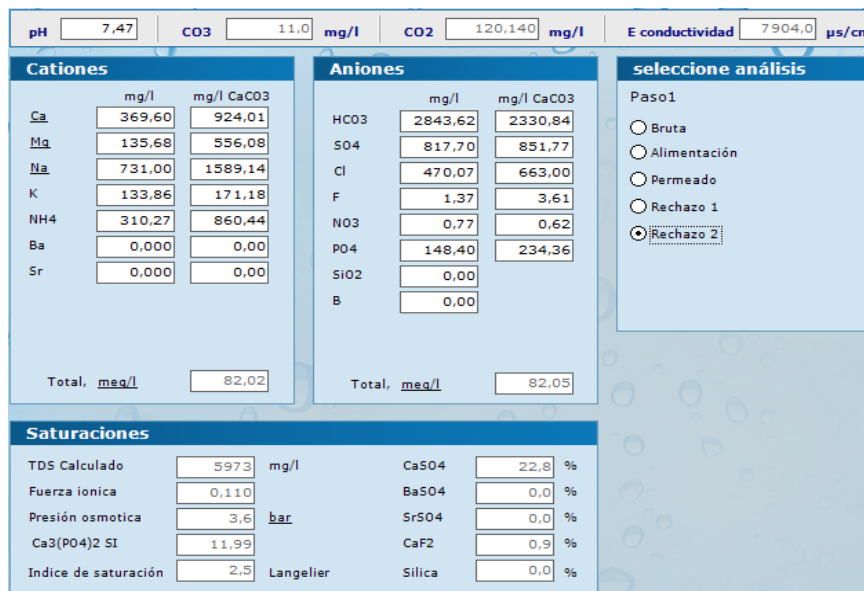 pH 7,47 CO3 11,0 mg/l CO2 120,140 mg/l E conductividad 7904,0 µs/cm
Cationes
mg/l mg/l CaCO3
Ca 369,60 924,01
Mg 135,68 556,08
Na 731,00 1589,14
K 133,86 171,18
NH4 310,27 860,44
Ba 0,000 0,00
Sr 0,000 0,00
Total, meq/l 82,02
Aniones
mg/l mg/l CaCO3
HCO3 2843,62 2330,84
SO4 817,70 851,77
Cl 470,07 663,00
F 1,37 3,61
NO3 0,77 0,62
PO4 148,40 234,36
SiO2 0,00
B 0,00
Total, meq/l 82,05
seleccione análisis
Paso1
Bruta
Alimentación
Permeado
Rechazo 1
Rechazo 2
Saturaciones
TDS Calculado 5973 mg/l CaSO4 22,8 %
Fuerza ionica 0,110 BaSO4 0,0 %
Presión osmotica 3,6 bar SrSO4 0,0 %
Ca3(PO4)2 SI 11,99 CaF2 0,9 %
Indice de saturación 2,5 Langelier Silica 0,0 %